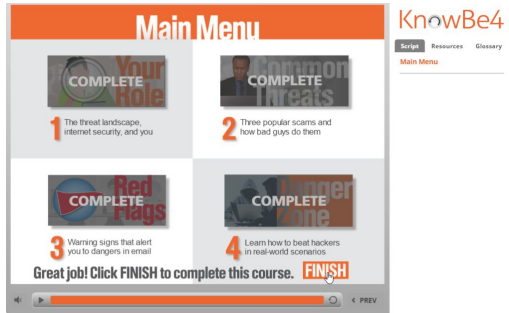 Main Menu
KnowBe4
Script Resources Glossary
Main Menu
Your
Role
COMPLETE
1 The threat landscape,
internet security, and you
Common
Threats
COMPLETE
2 Three popular scams and
how bad guys do them
Red
Flags
COMPLETE
3 Warning signs that alert
you to dangers in email
Danger
Zone
COMPLETE
4 Learn how to beat hackers
in real-world scenarios
Great job! Click FINISH to complete this course. FINISH
< PREV